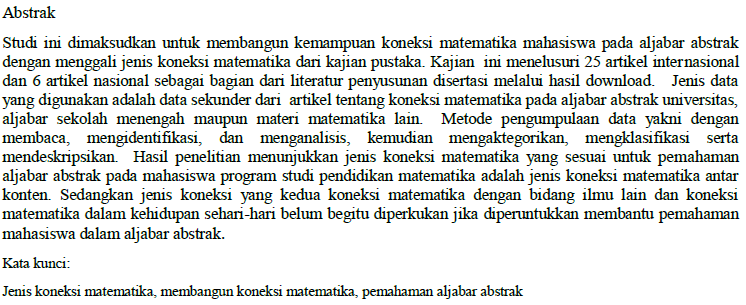 Abstrak
Studi ini dimaksudkan untuk membangun kemampuan koneksi matematika mahasiswa pada aljabar abstrak
dengan menggali jenis koneksi matematika dari kajian pustaka. Kajian ini menelusuri 25 artikel internasional
dan 6 artikel nasional sebagai bagian dari literatur penyusunan disertasi melalui hasil download. Jenis data
yang digunakan adalah data sekunder dari artikel tentang koneksi matematika pada aljabar abstrak universitas,
aljabar sekolah menengah maupun materi matematika lain. Metode pengumpulaan data yakni dengan
membaca, mengidentifikasi, dan menganalisis, kemudian mengaktegorikan, mengklasifikasi serta
mendeskripsikan. Hasil penelitian menunjukkan jenis koneksi matematika yang sesuai untuk pemahaman
aljabar abstrak pada mahasiswa program studi pendidikan matematika adalah jenis koneksi matematika antar
konten. Sedangkan jenis koneksi yang kedua koneksi matematika dengan bidang ilmu lain dan koneksi
matematika dalam kehidupan sehari-hari belum begitu diperkukan jika diperuntukkan membantu pemahaman
mahasiswa dalam aljabar abstrak.
Kata kunci:
Jenis koneksi matematika, membangun koneksi matematika, pemahaman aljabar abstrak